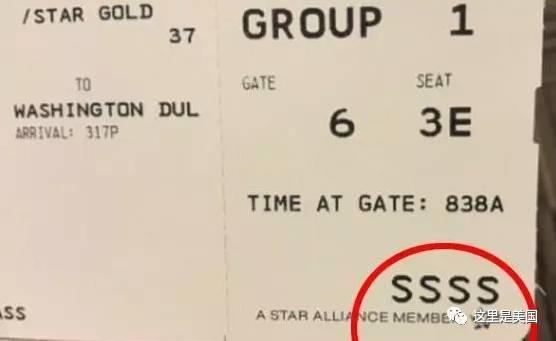 /STAR GOLD
37
TO
WASHINGTON DUL
ARRIVAL: 317P
ASS
GROUP 1
GATE SEAT
6 3E
TIME AT GATE: 838A
SSSS
A STAR ALLIANCE MEMBER
这里是美国